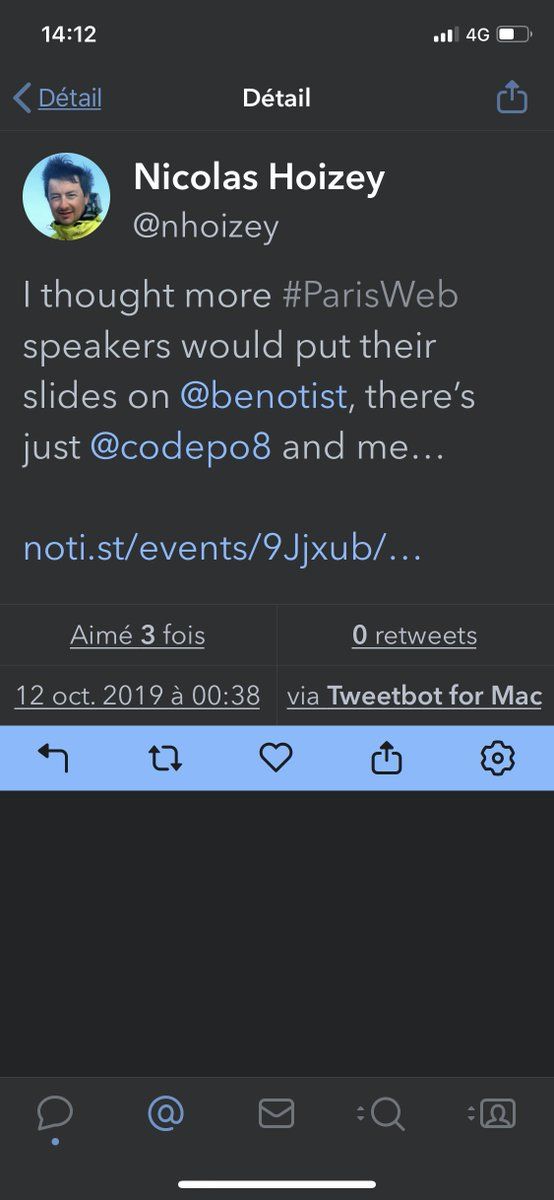 14:12
4G
Détail
Détail
Nicolas Hoizey
@nhoizey
I thought more #ParisWeb
speakers would put their
slides on @benotist, there’s
just @codepo8 and me…
noti.st/events/9Jjxub/…
Aimé 3 fois
0 retweets
12 oct. 2019 à 00:38
via Tweetbot for Mac